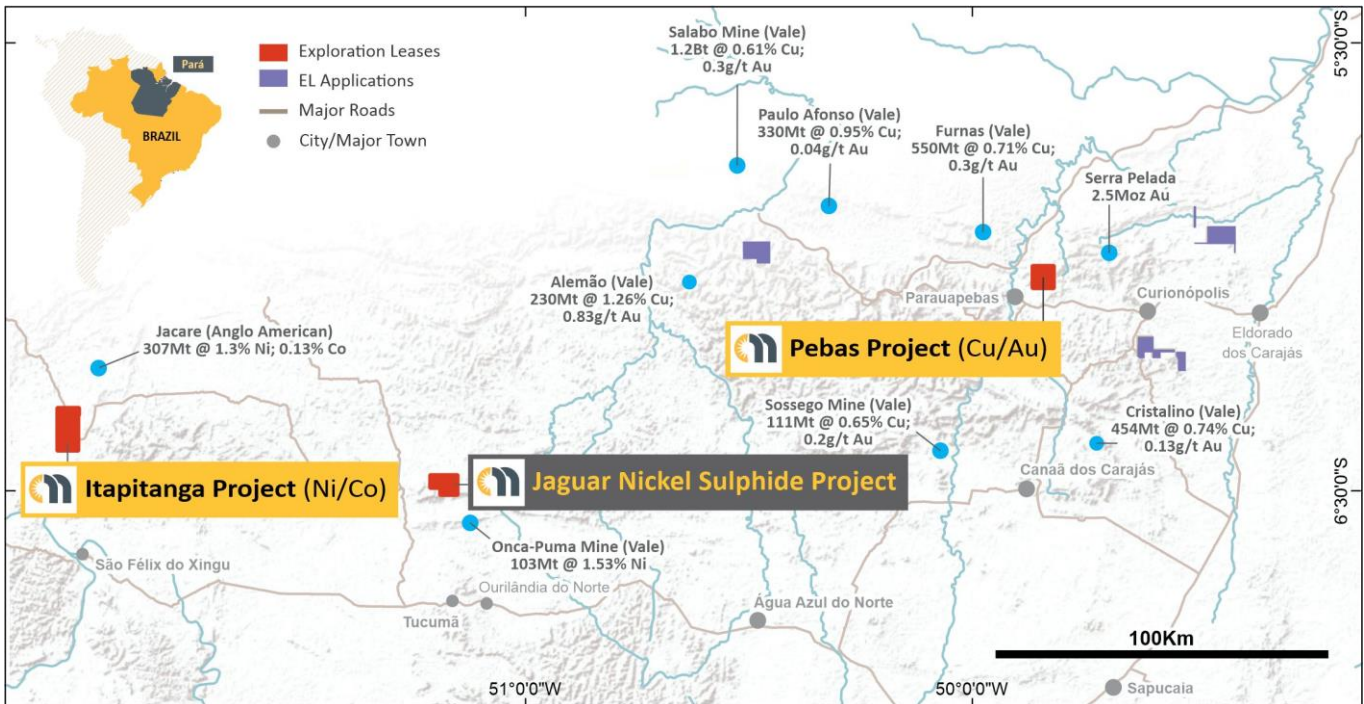 Pará
BRAZIL
Exploration Leases
EL Applications
Major Roads
City/Major Town
Salabo Mine (Vale)
1.2Bt @ 0.61% Cu;
0.3g/t Au
Paulo Afonso (Vale)
330Mt @ 0.95% Cu;
0.04g/t Au
Furnas (Vale)
550Mt @ 0.71% Cu;
0.3g/t Au
Serra Pelada
2.5Moz Au
5°30'0"S
Alemão (Vale)
230Mt @ 1.26% Cu;
0.83g/t Au
Parauapebas
Curionópolis
Eldorado
dos Carajás
Jacare (Anglo American)
307Mt @ 1.3% Ni; 0.13% Co
Pebas Project (Cu/Au)
Sossego Mine (Vale)
111Mt @ 0.65% Cu;
0.2g/t Au
Cristalino (Vale)
454Mt @ 0.74% Cu;
0.13g/t Au
Canaã dos Carajás
Itapitanga Project (Ni/Co)
Jaguar Nickel Sulphide Project
6°30'0"S
Onca-Puma Mine (Vale)
103Mt @ 1.53% Ni
São Félix do Xingu
Ourilândia do Norte
Tucumã
Água Azul do Norte
100Km
51°0'0"W
50°0'0"W
Sapucaia